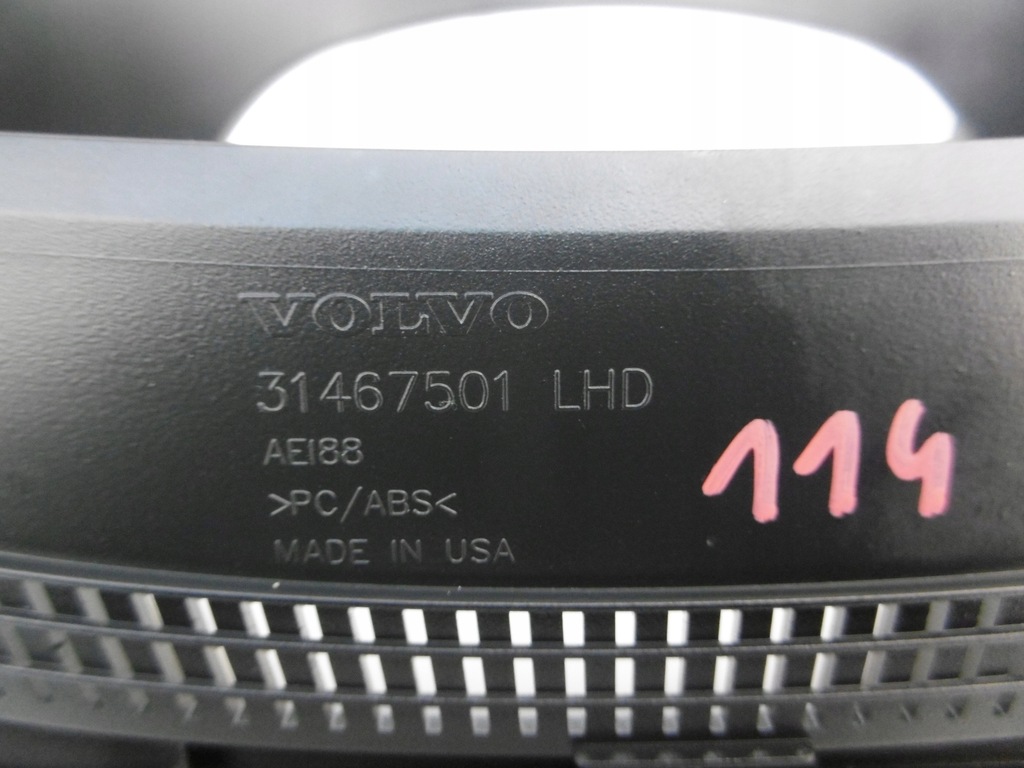 VOLVO
31467501 LHD
AEI88
>PC/ABS<
MADE IN USA
114